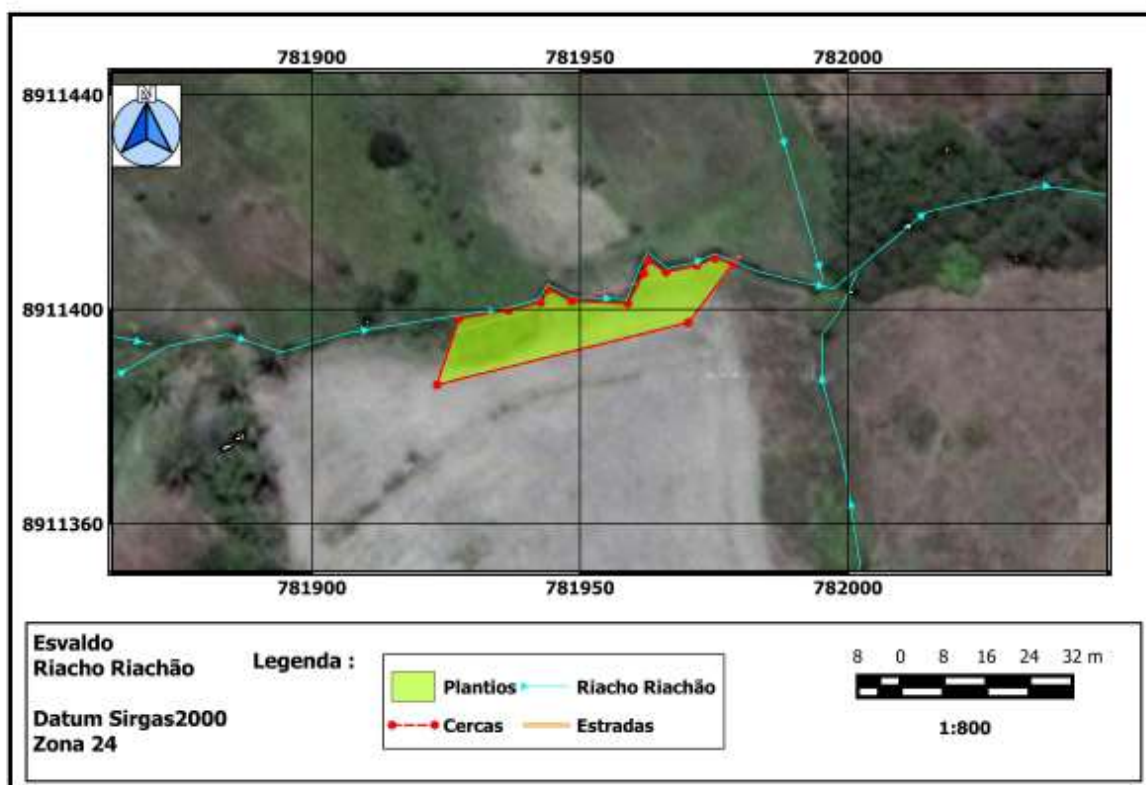 781900 781950 782000
8911440
N
8911400
8911360
781900 781950 782000
Esvaldo
Riacho Riachão
Datum Sirgas2000
Zona 24
Legenda :
Plantios
Riacho Riachão
Cercas
Estradas
8 0 8 16 24 32 m
1:800